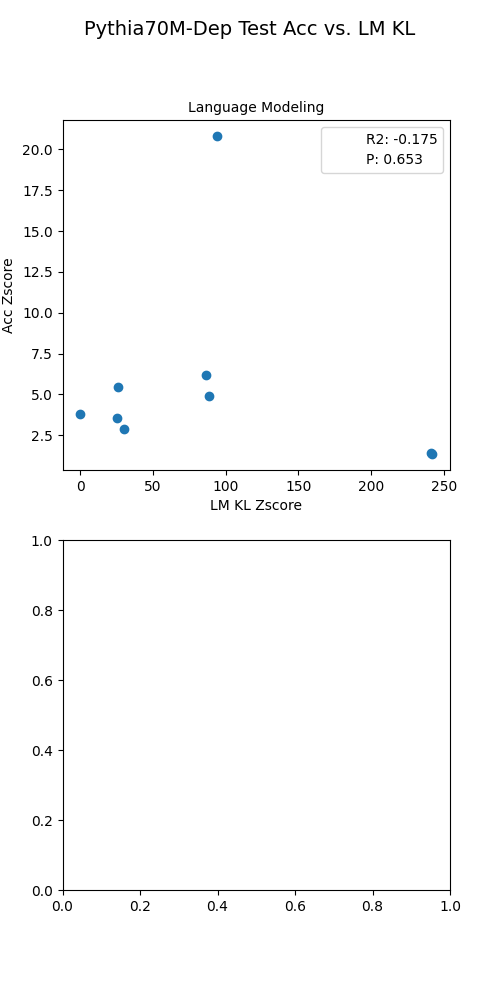 Pythia70M-Dep Test Acc vs. LM KL
Language Modeling
R2: -0.175
P: 0.653
Acc Zscore
20.0
17.5
15.0
12.5
10.0
7.5
5.0
2.5
0 50 100 150 200 250
LM KL Zscore
1.0
0.8
0.6
0.4
0.2
0.0
0.0 0.2 0.4 0.6 0.8 1.0